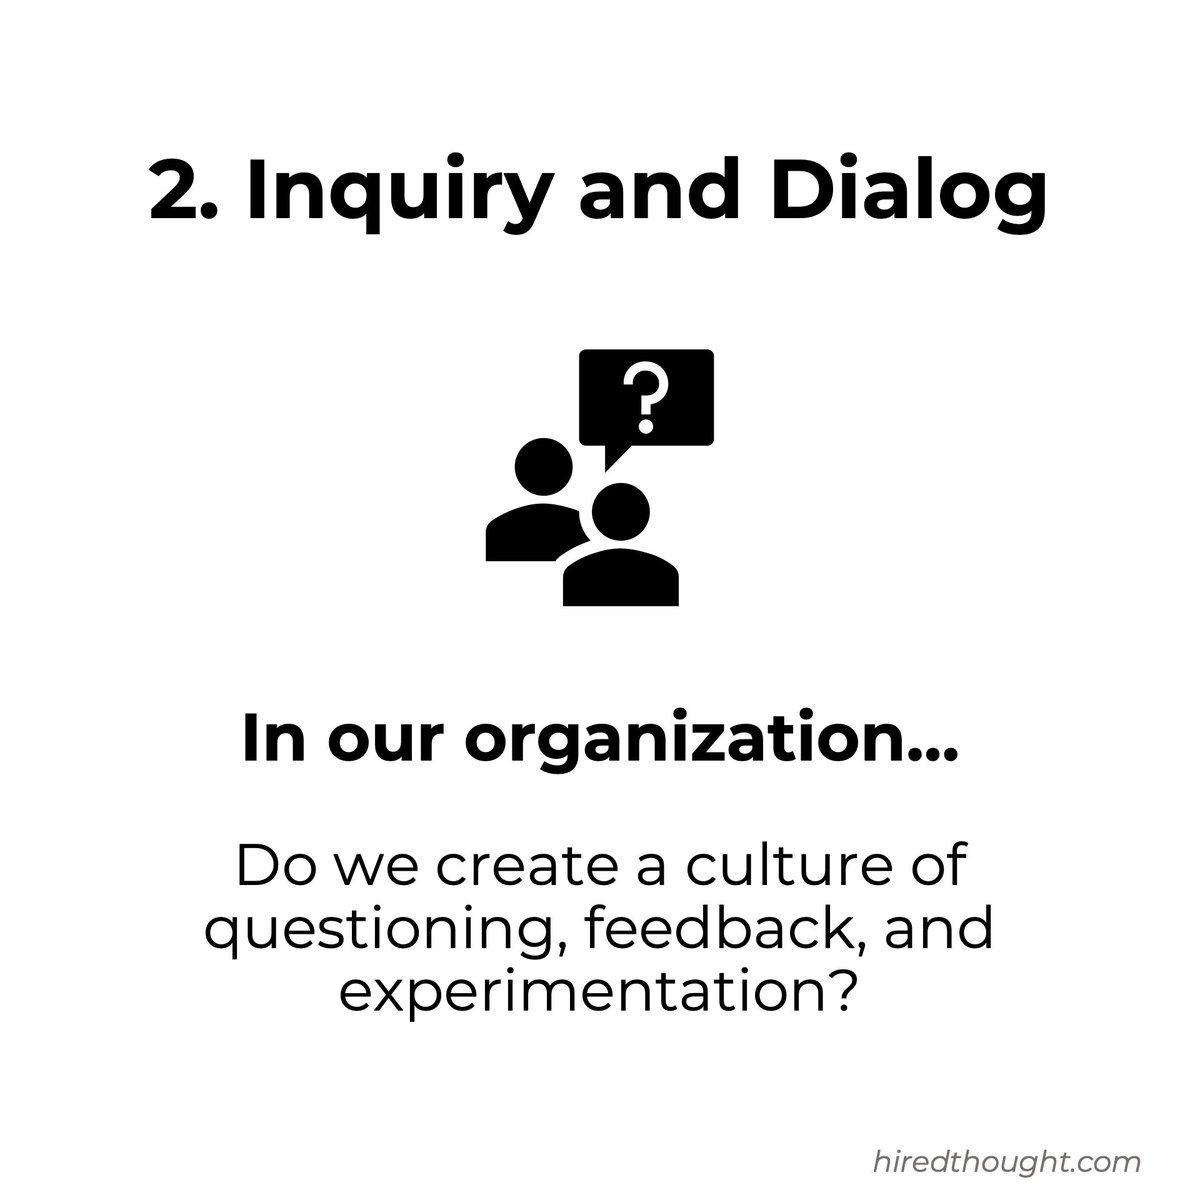 2. Inquiry and Dialog
?
In our organization...
Do we create a culture of
questioning, feedback, and
experimentation?
hiredthought.com